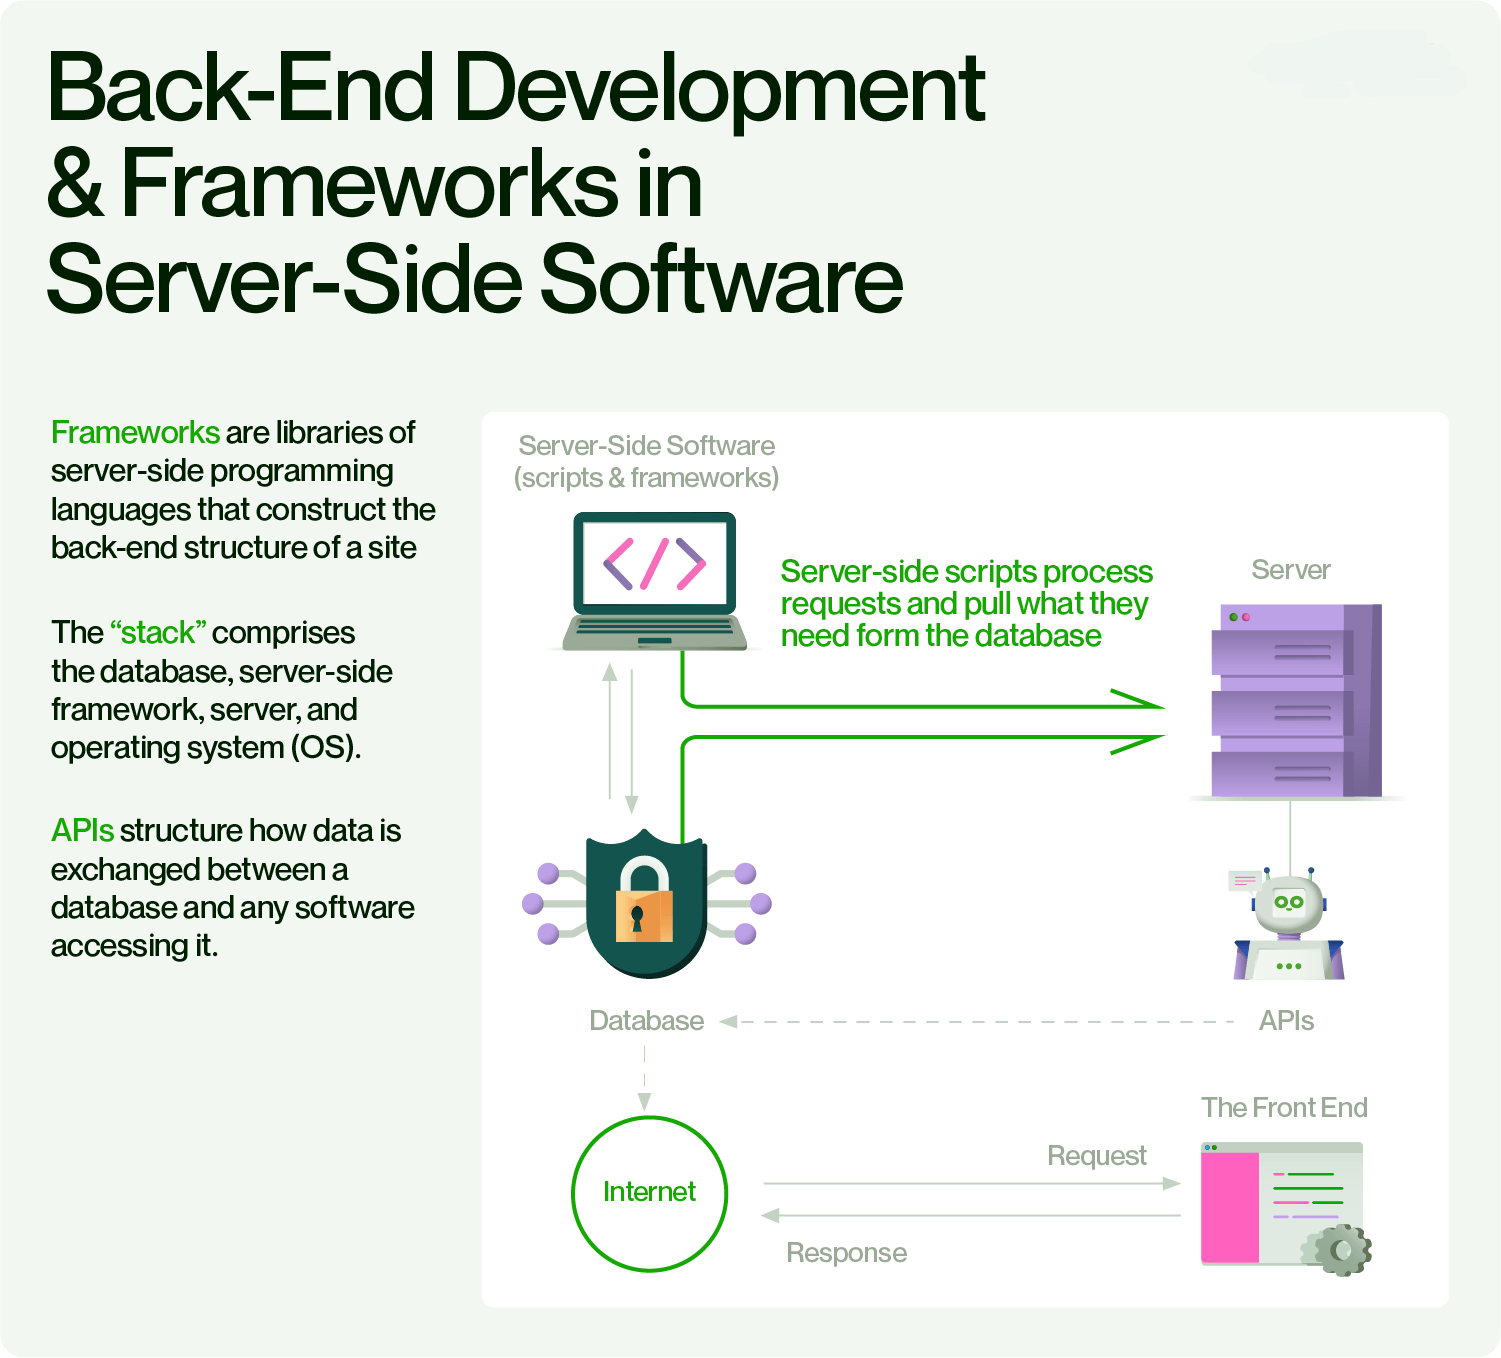 Back-End Development
& Frameworks in
Server-Side Software
Frameworks are libraries of
server-side programming
languages that construct the
back-end structure of a site
The “stack” comprises
the database, server-side
framework, server, and
operating system (OS).
APIs structure how data is
exchanged between a
database and any software
accessing it.
Server-Side Software
(scripts & frameworks)
Server-side scripts process
requests and pull what they
need form the database
Server
Database
APIs
The Front End
Internet
Request
Response